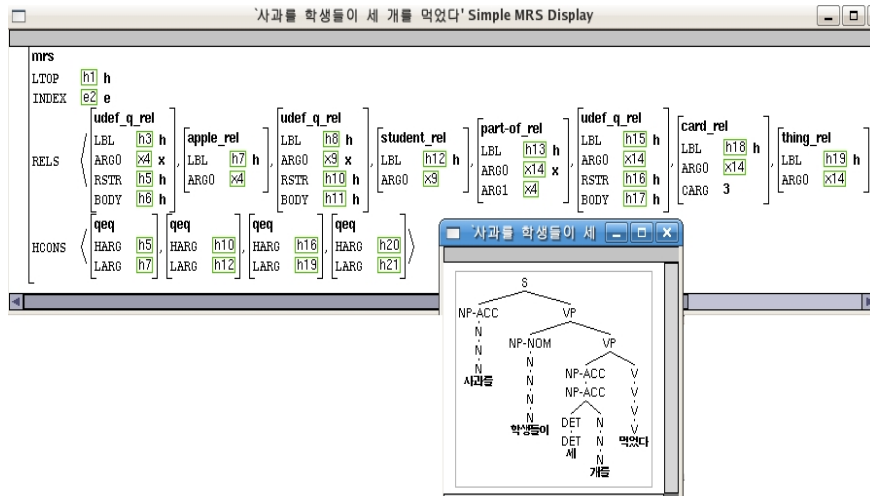 `사과를 학생들이 세 개를 먹었다' Simple MRS Display
mrs
LTOP h1 h
INDEX e2 e
RELS
udef_q_rel
LBL h3 h
ARG0 x4 x
RSTR h5 h
BODY h6 h
apple_rel
LBL h7 h
ARG0 x4
udef_q_rel
LBL h8 h
ARG0 x9 x
RSTR h10 h
BODY h11 h
student_rel
LBL h12 h
ARG0 x9
part-of_rel
LBL h13 h
ARG0 x14 x
ARG1 x4
udef_q_rel
LBL h15 h
ARG0 x14
RSTR h16 h
BODY h17 h
card_rel
LBL h18 h
ARG0 x14
CARG 3
thing_rel
LBL h19 h
ARG0 x14
HCONS
qeq
HARG h5
LARG h7
qeq
HARG h10
LARG h12
qeq
HARG h16
LARG h19
qeq
HARG h20
LARG h21
`사과를 학생들이 세
S
NP-ACC VP
N NP-NOM VP
N N NP-ACC V
N N NP-ACC V
사과를 N DET N V
N DET N V
N 세 N 먹었다
학생들이 개를